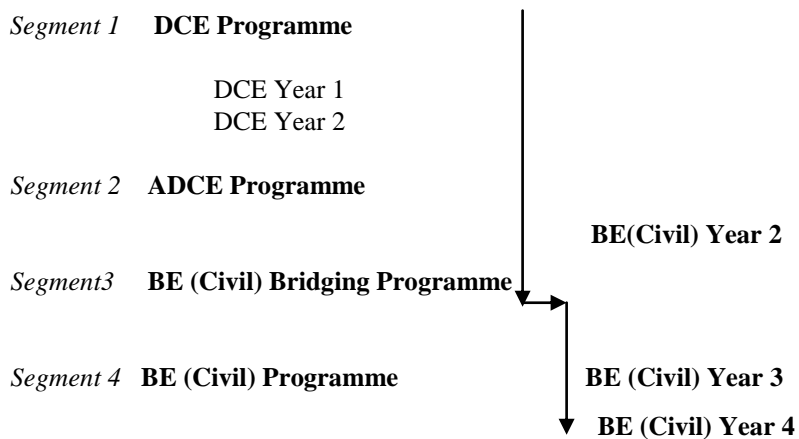 Segment 1 DCE Programme
DCE Year 1
DCE Year 2
Segment 2 ADCE Programme
BE(Civil) Year 2
Segment3 BE (Civil) Bridging Programme
Segment 4 BE (Civil) Programme BE (Civil) Year 3
BE (Civil) Year 4